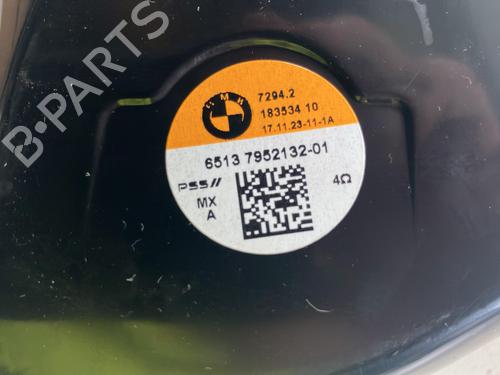 BMW
7294.2
183534 10
17.11.23-11-1A
6513 7952132-01
PSS//
4Ω
MX
A
B-PARTS